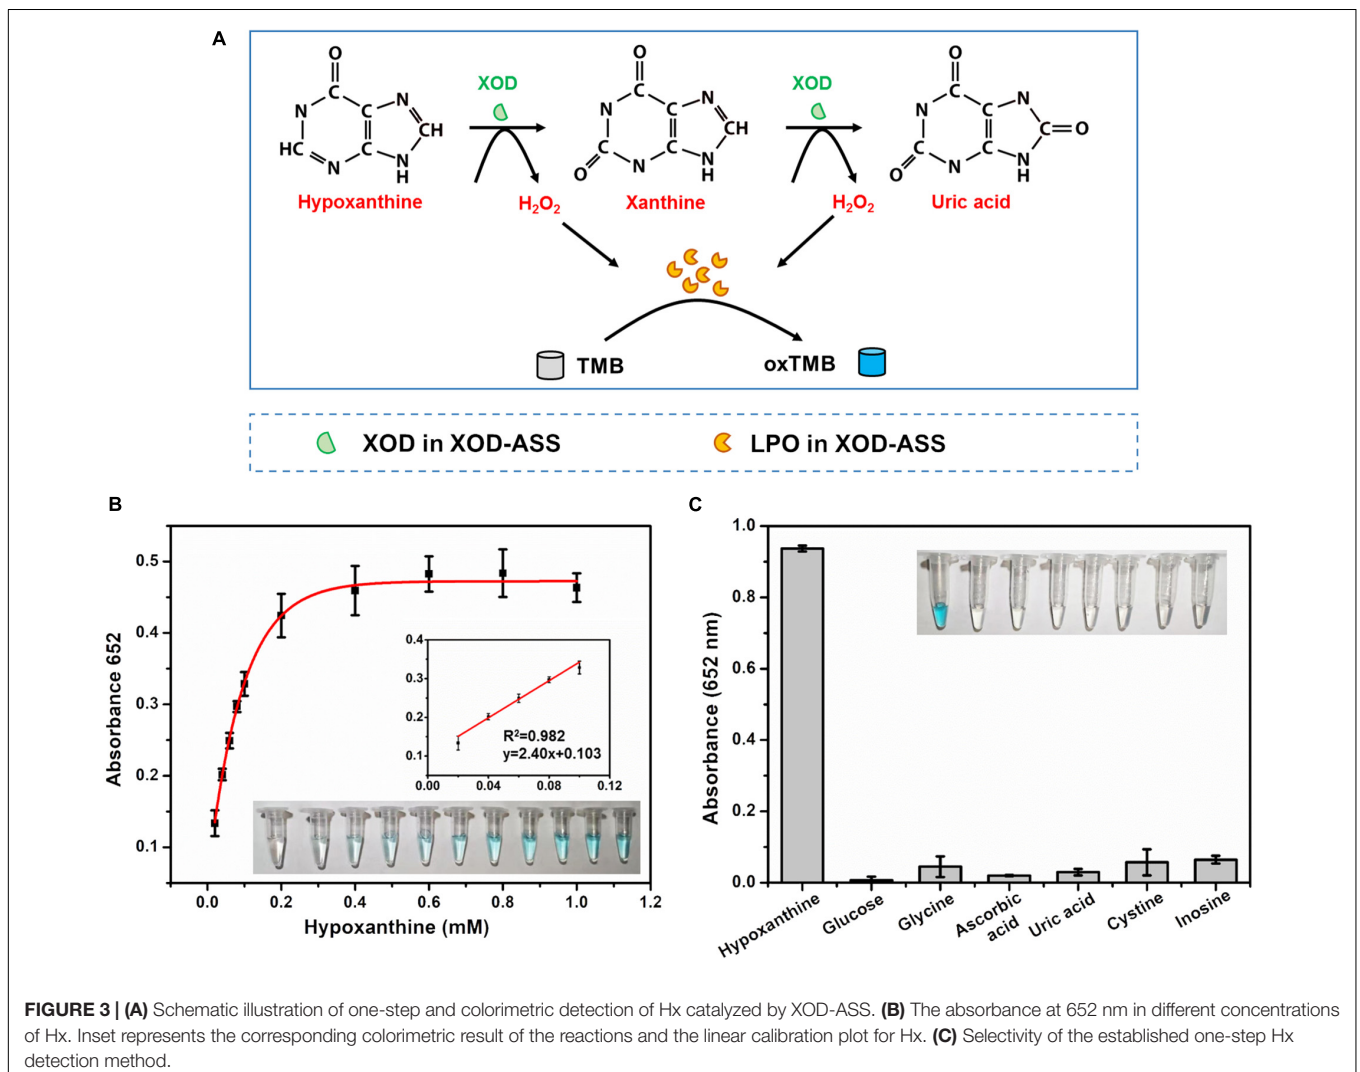 A
O
C
N
N
C
CH
HC
C
N
N
H
Hypoxanthine
XOD
H2O2
O
C
N
N
C
CH
C
C
O
N
N
H
Xanthine
XOD
H2O2
O
C
N
N
C
C
O
C
C
O
N
NH
H
Uric acid
TMB
oxTMB
XOD in XOD-ASS
LPO in XOD-ASS
B
Absorbance 652
0.5
0.4
0.3
0.2
0.1
0.0 0.2 0.4 0.6 0.8 1.0 1.2
Hypoxanthine (mM)
0.4
0.3
0.2
0.1
0.00 0.04 0.08 0.12
R²=0.982
y=2.40x+0.103
C
Absorbance (652 nm)
1.0
0.8
0.6
0.4
0.2
0.0
Hypoxanthine
Glucose
Glycine
Ascorbic
acid
Uric acid
Cystine
Inosine
FIGURE 3 | (A) Schematic illustration of one-step and colorimetric detection of Hx catalyzed by XOD-ASS. (B) The absorbance at 652 nm in different concentrations
of Hx. Inset represents the corresponding colorimetric result of the reactions and the linear calibration plot for Hx. (C) Selectivity of the established one-step Hx
detection method.